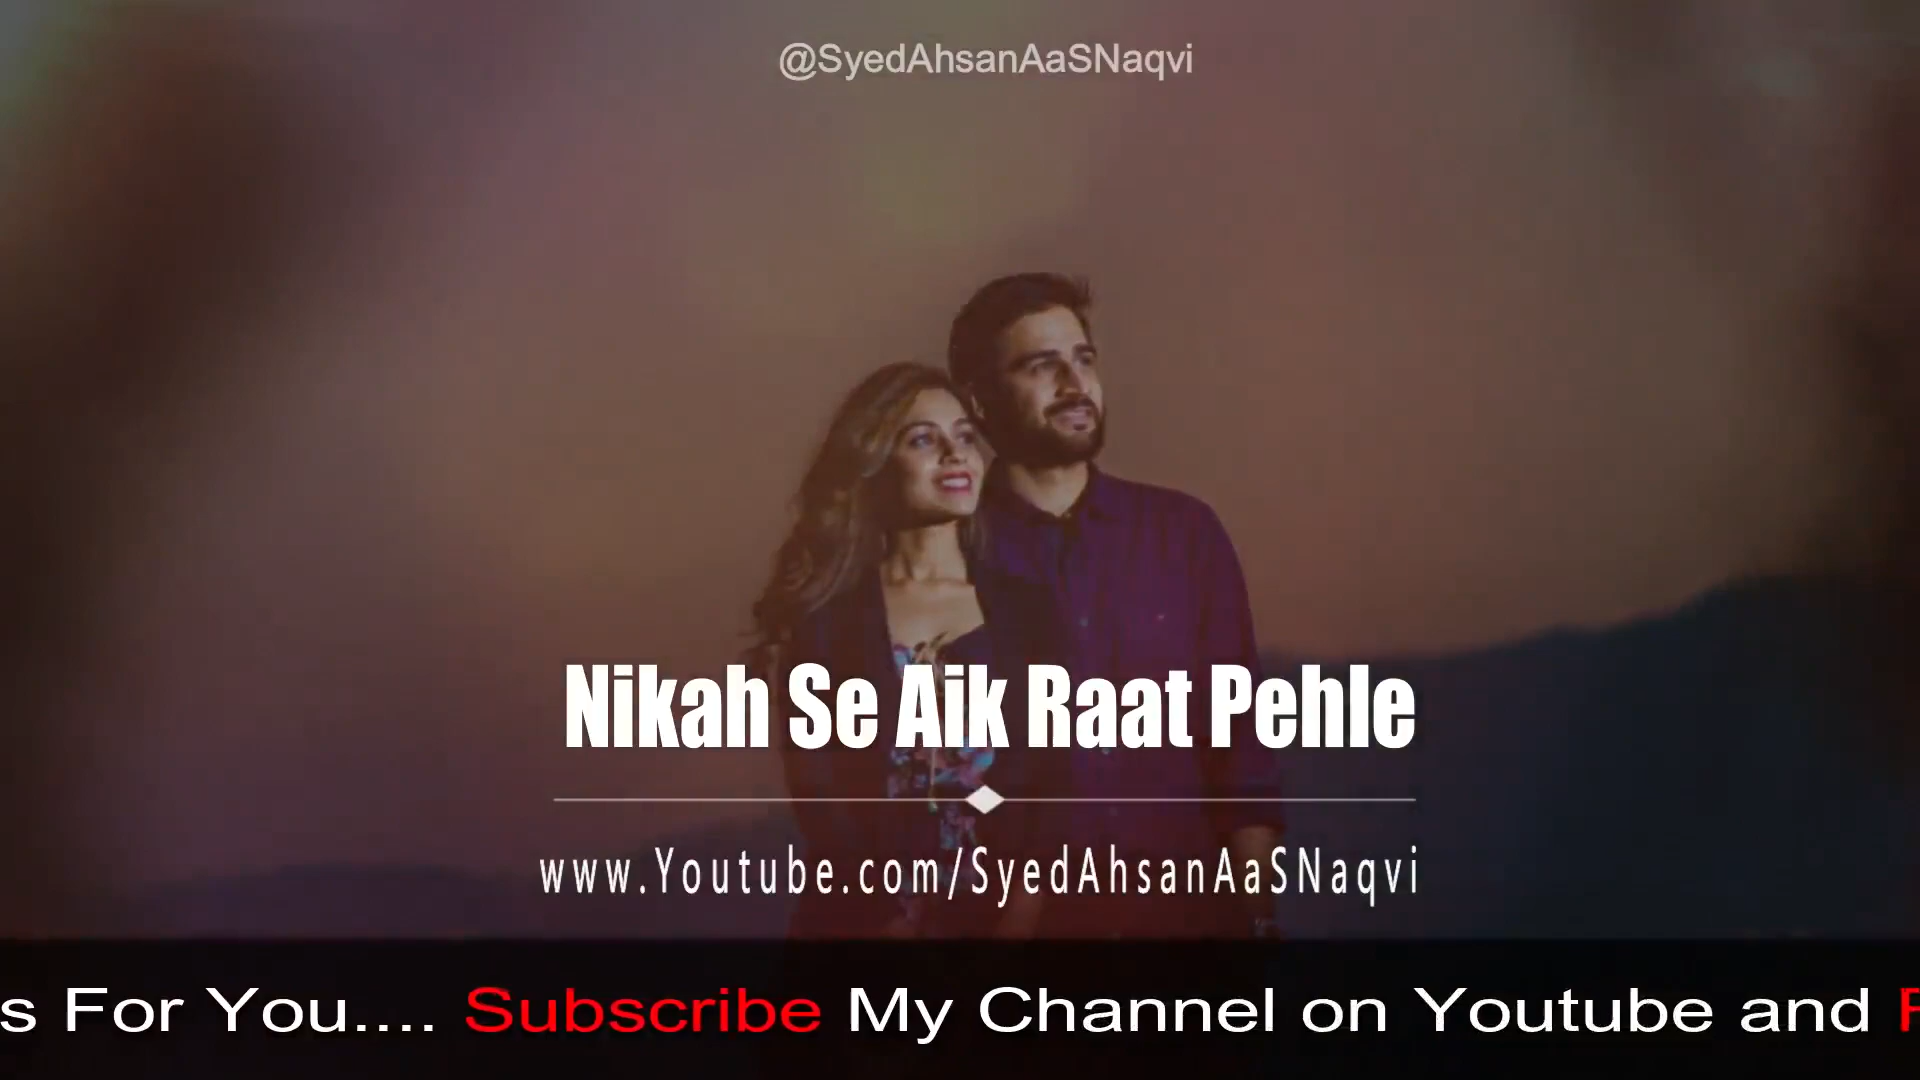 @SyedAhsanAaSNaqvi
Nikah Se Aik Raat Pehle
www.Youtube.com/SyedAhsanAaSNaqvi
s For You.... Subscribe My Channel on Youtube and